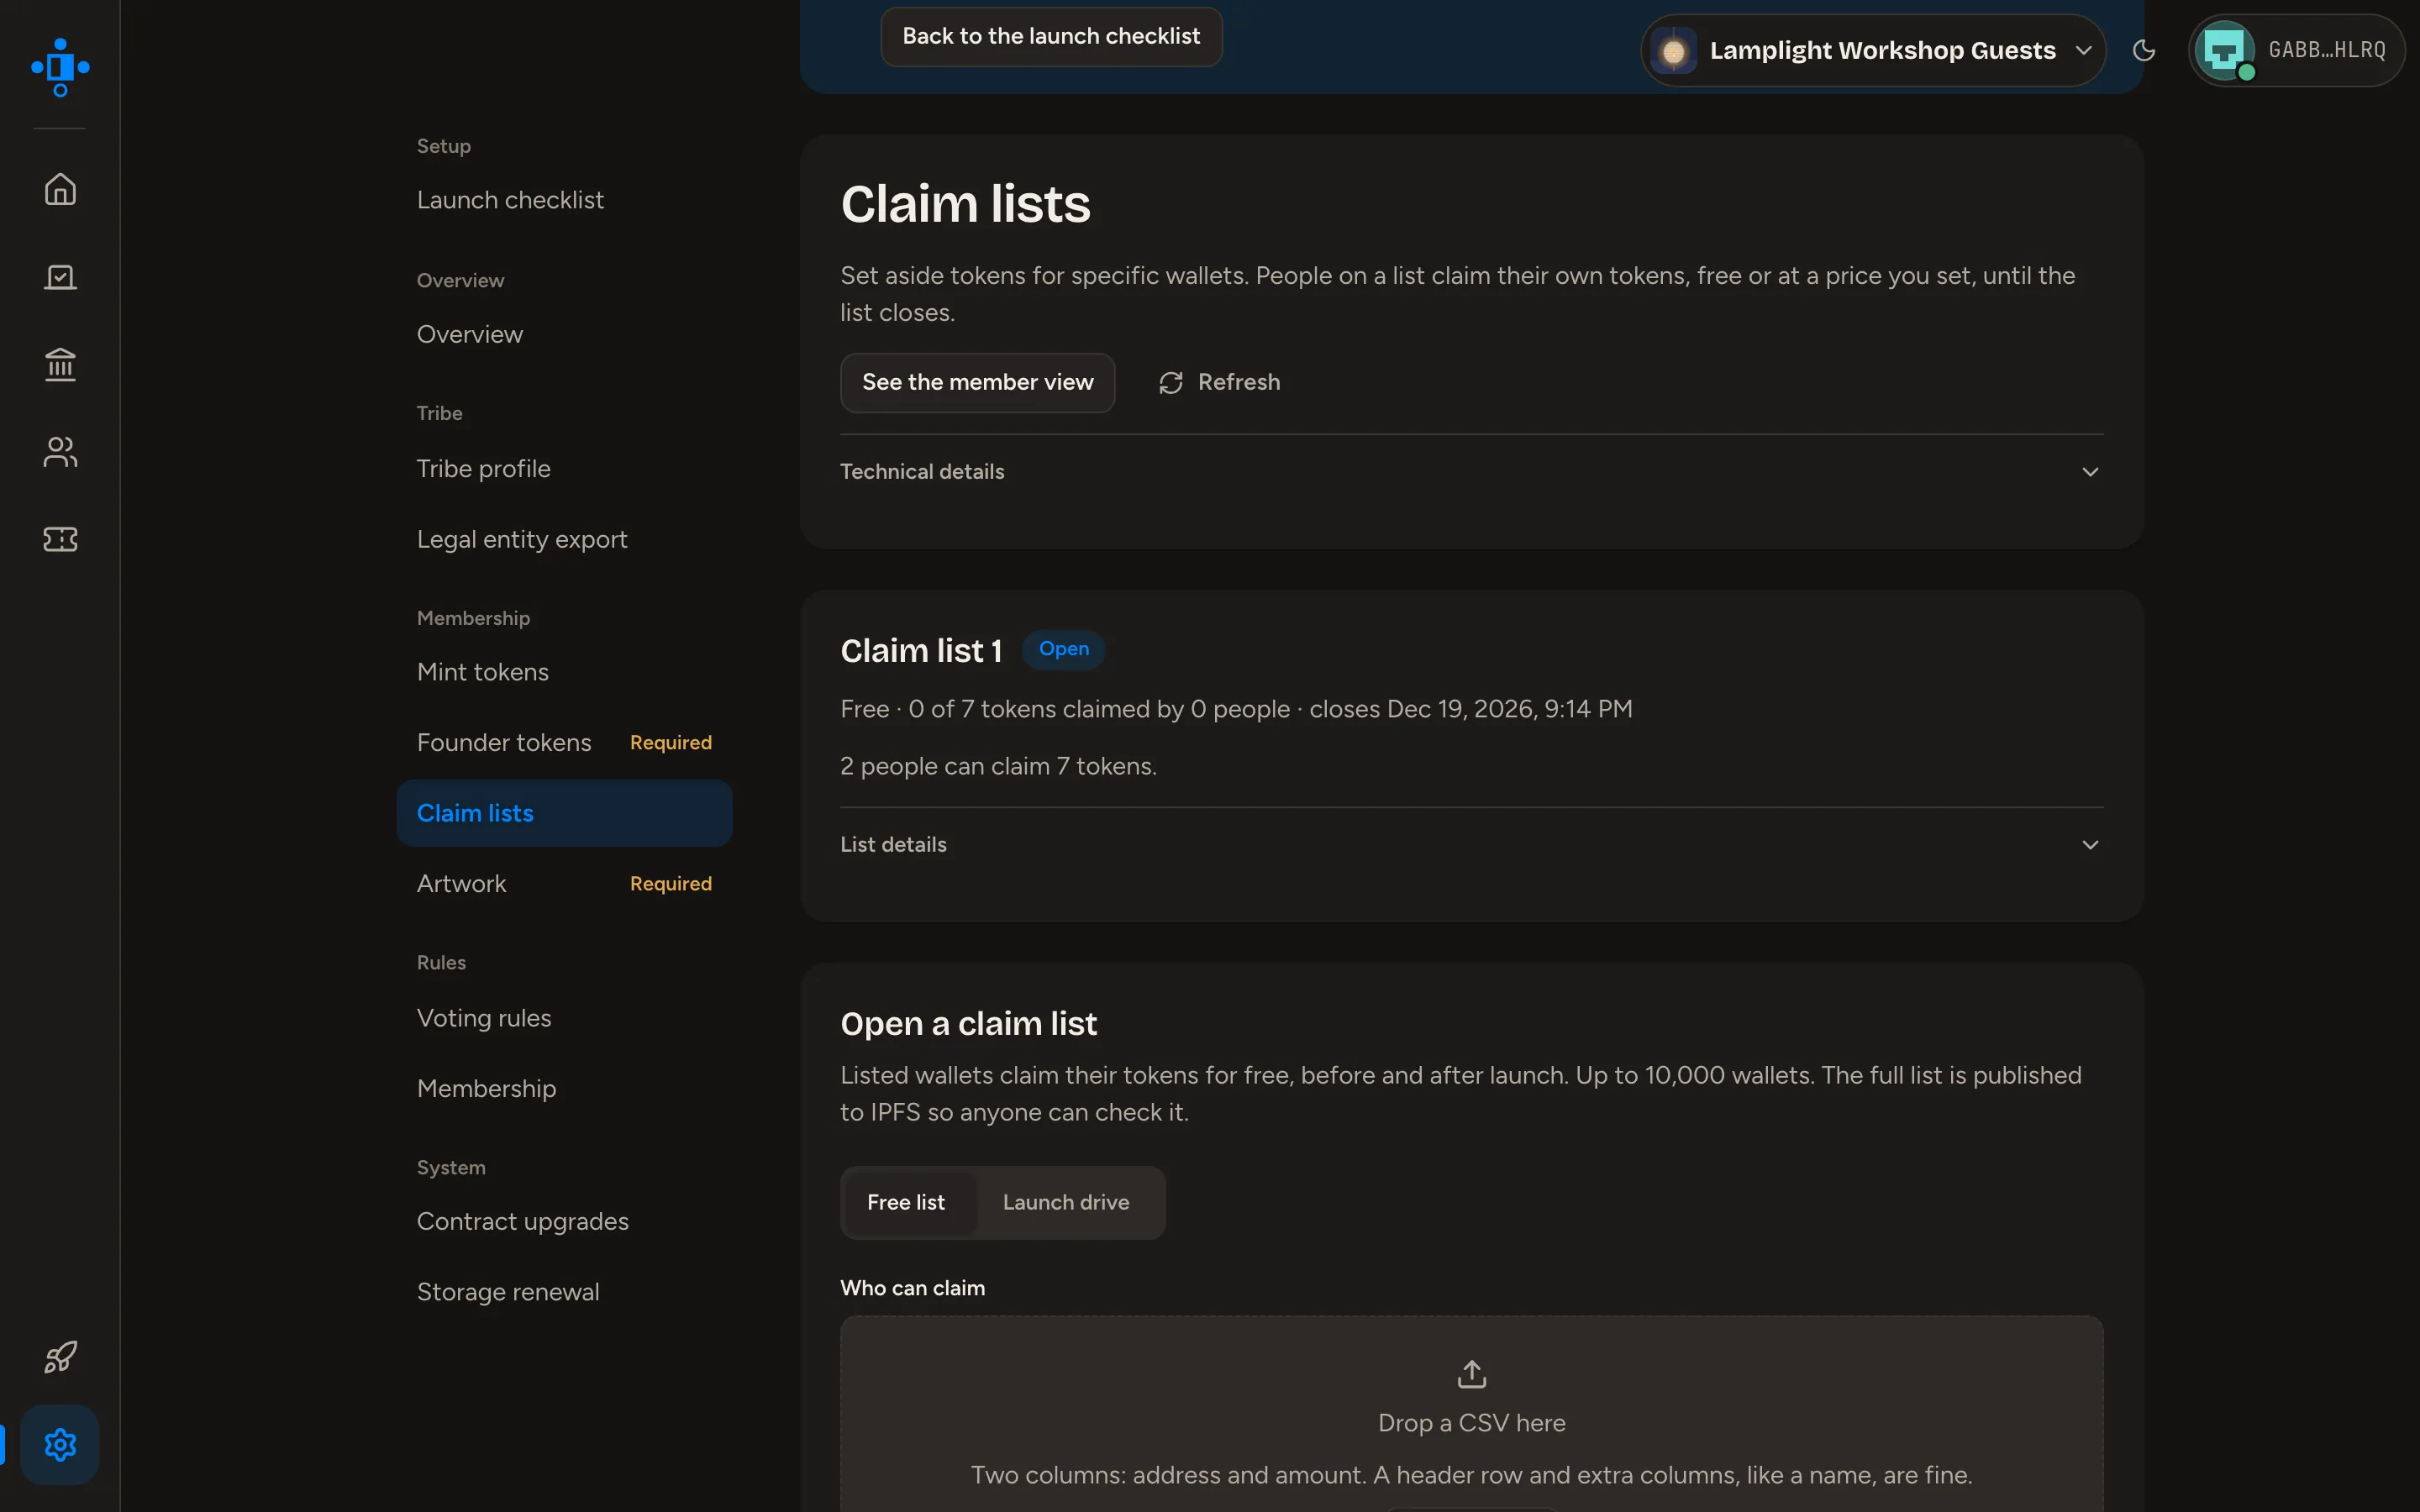 Back to the launch checklist
Lamplight Workshop Guests
GABB...HLRQ
Setup
Launch checklist
Overview
Overview
Tribe
Tribe profile
Legal entity export
Membership
Mint tokens
Founder tokens Required
Claim lists
Artwork Required
Rules
Voting rules
Membership
System
Contract upgrades
Storage renewal
Claim lists
Set aside tokens for specific wallets. People on a list claim their own tokens, free or at a price you set, until the
list closes.
See the member view
Refresh
Technical details
Claim list 1 Open
Free · 0 of 7 tokens claimed by 0 people · closes Dec 19, 2026, 9:14 PM
2 people can claim 7 tokens.
List details
Open a claim list
Listed wallets claim their tokens for free, before and after launch. Up to 10,000 wallets. The full list is published
to IPFS so anyone can check it.
Free list Launch drive
Who can claim
Drop a CSV here
Two columns: address and amount. A header row and extra columns, like a name, are fine.